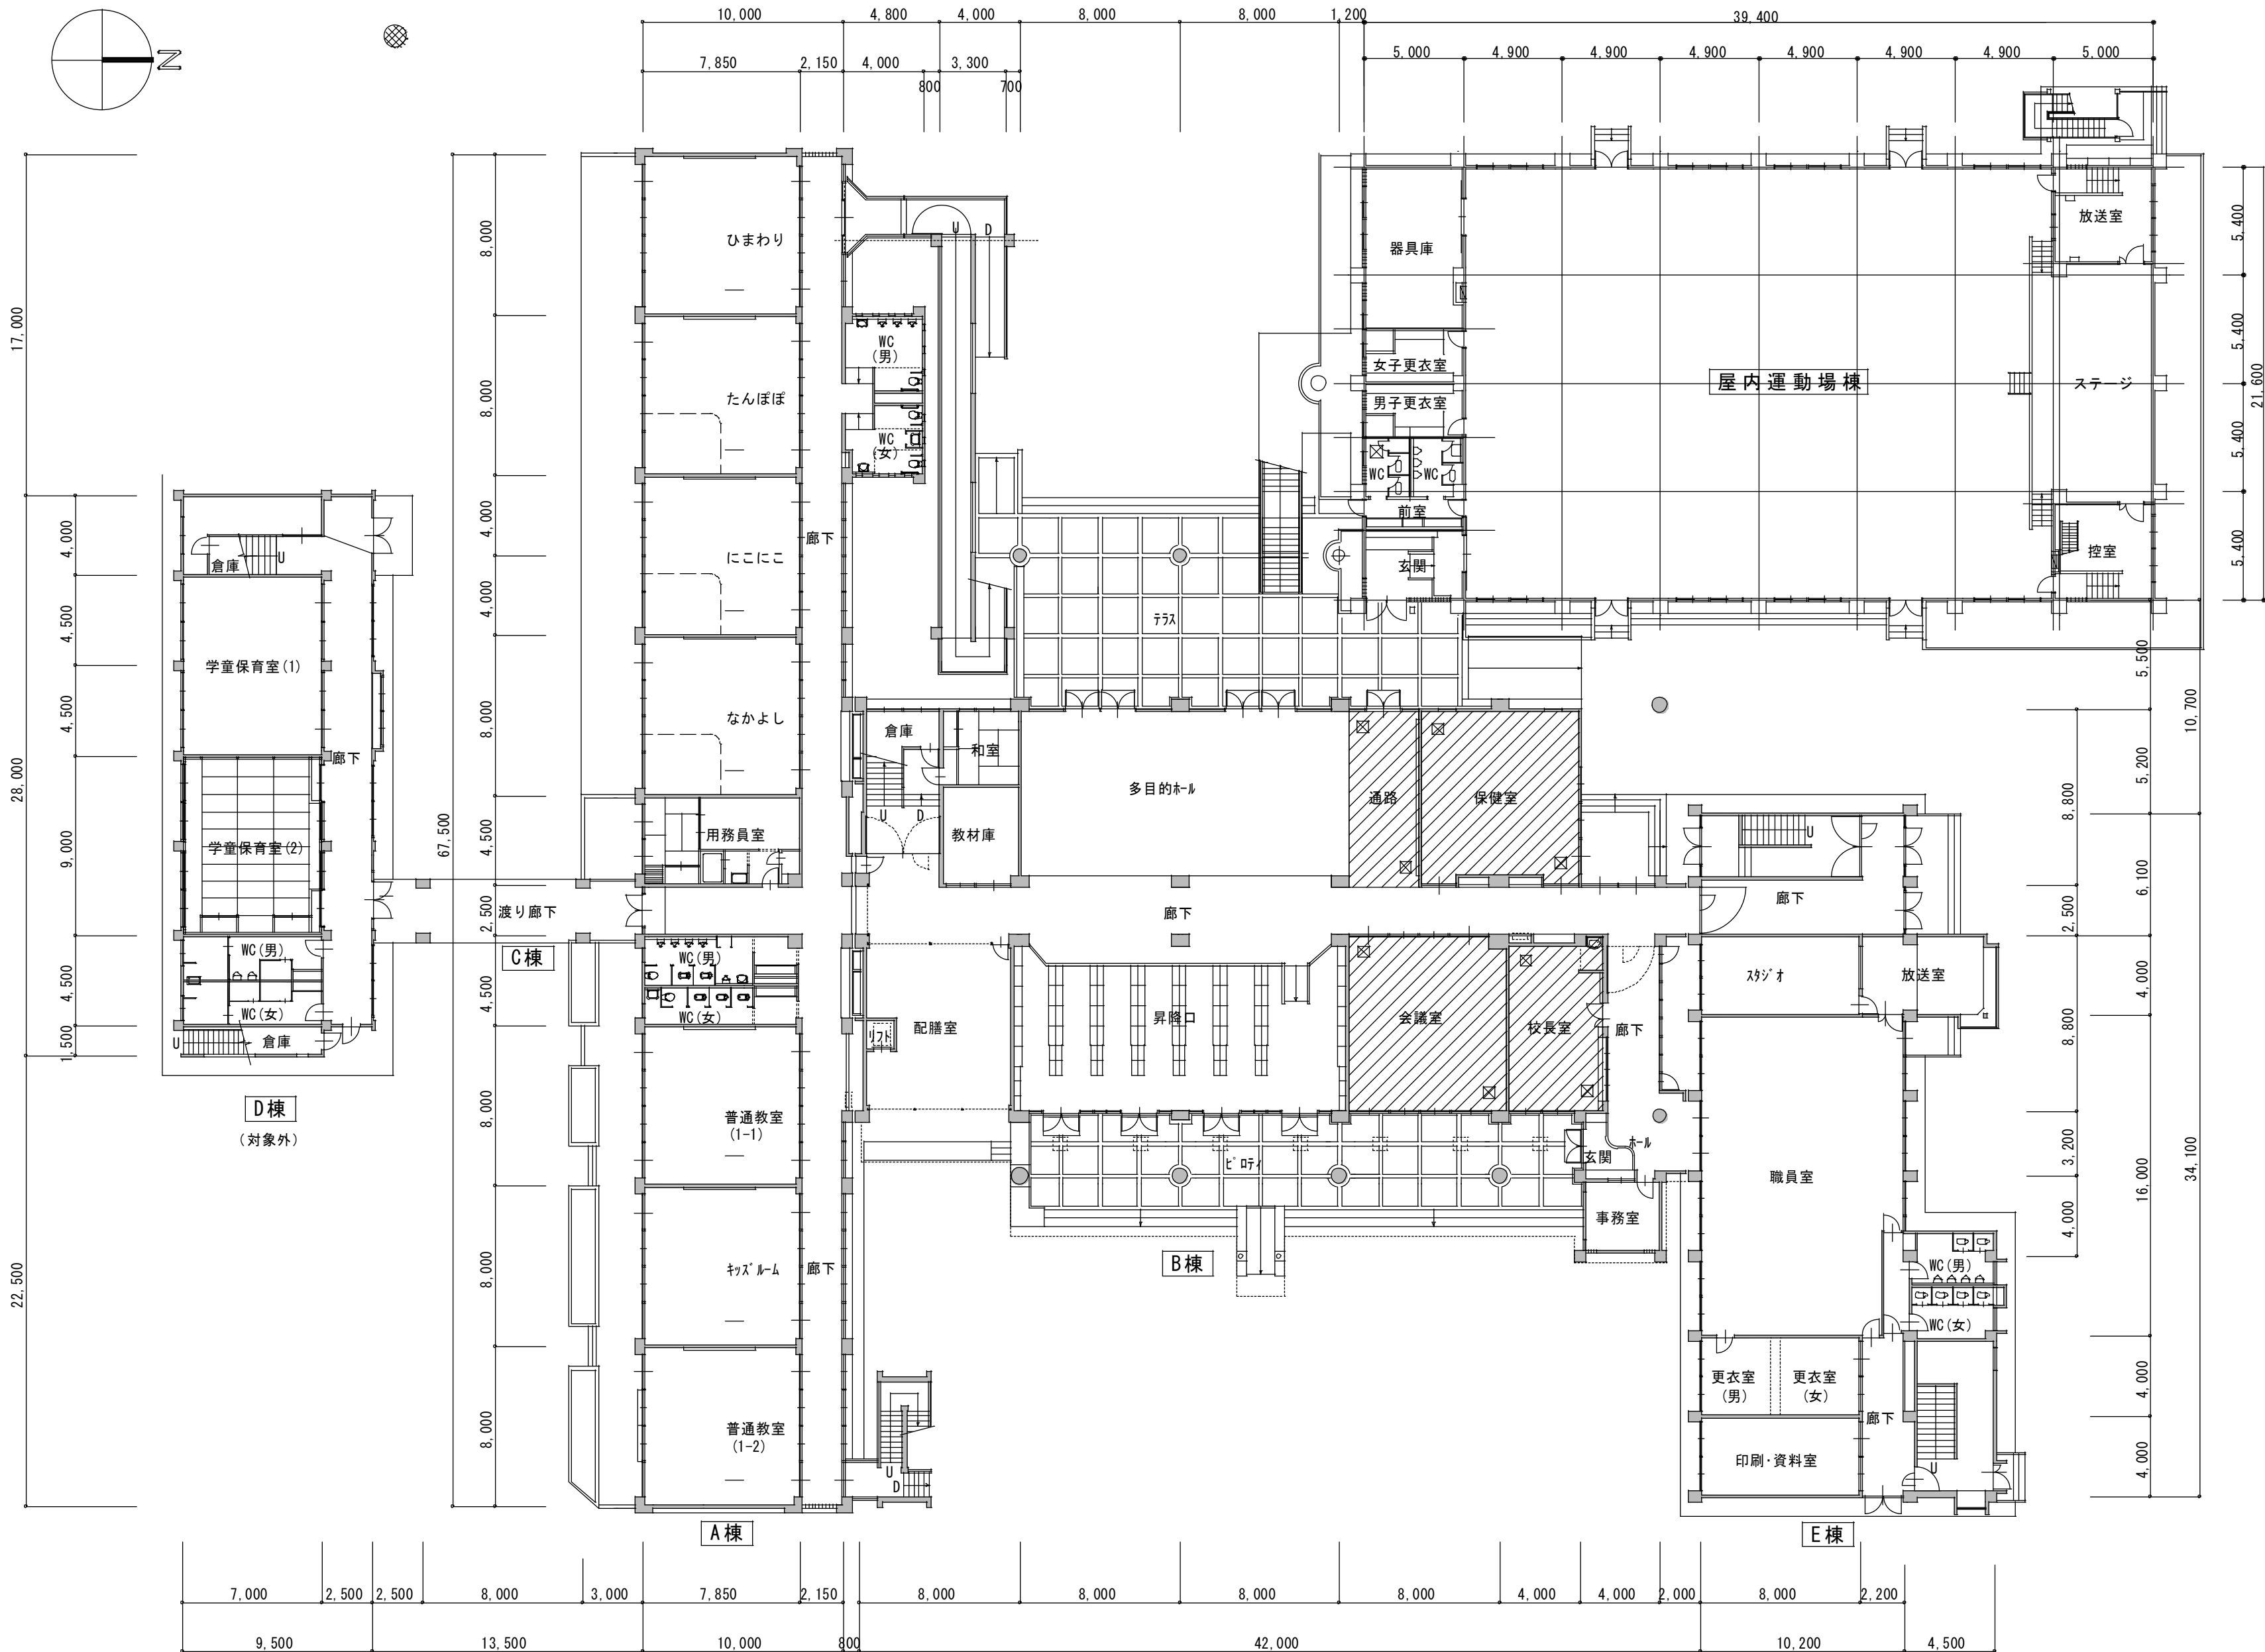 N
10,000
4,800
4,000
8,000
8,000
1,200
39,400
7,850
2,150
4,000
800
3,300
700
5,000
4,900
4,900
4,900
4,900
4,900
4,900
5,000
17,000
28,000
22,500
4,000
4,500
4,500
9,000
4,500
1,500
67,500
8,000
8,000
4,000
4,000
8,000
4,500
2,500
4,500
8,000
8,000
8,000
倉庫
U
学童保育室(1)
廊下
学童保育室(2)
WC(男)
WC(女)
U
倉庫
D棟
(対象外)
渡り廊下
C棟
ひまわり
たんぽぽ
にこにこ
なかよし
廊下
用務員室
WC(男)
WC(女)
普通教室
(1-1)
キッズルーム
廊下
普通教室
(1-2)
A棟
U
D
WC
(男)
WC
(女)
U
D
倉庫
和室
U
D
教材庫
テラス
多目的ホール
通路
保健室
廊下
配膳室
リフト
昇降口
会議室
校長室
廊下
ピロティ
玄関
ホール
事務室
B棟
器具庫
女子更衣室
男子更衣室
WC
WC
前室
玄関
屋内運動場棟
放送室
ステージ
控室
U
廊下
スタジオ
放送室
職員室
WC(男)
WC(女)
更衣室
(男)
更衣室
(女)
廊下
印刷・資料室
U
E棟
5,400
5,400
5,400
5,400
21,600
5,500
5,200
10,700
8,800
6,100
2,500
4,000
8,800
3,200
4,000
16,000
34,100
4,000
4,000
7,000
2,500
2,500
8,000
3,000
7,850
2,150
8,000
8,000
8,000
8,000
4,000
4,000
2,000
8,000
2,200
9,500
13,500
10,000
800
42,000
10,200
4,500